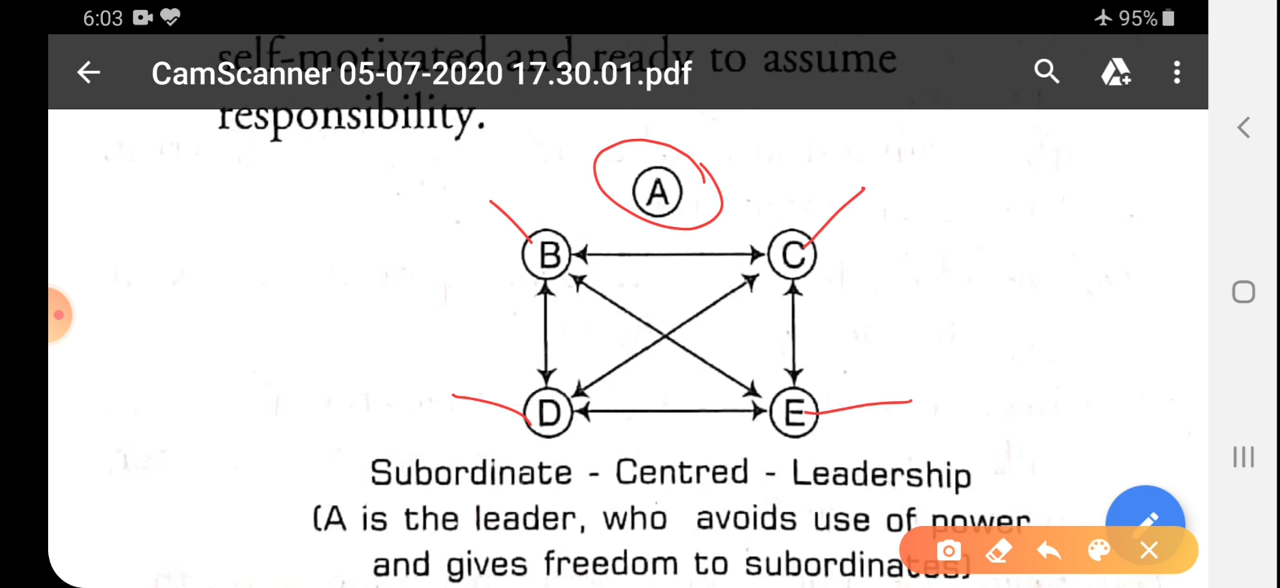 6:03
95%
self-motivated and ready to assume
CamScanner 05-07-2020 17.30.01.pdf
responsibility.
A
B C
D E
Subordinate - Centred - Leadership
(A is the leader, who avoids use of power
and gives freedom to subordinates)